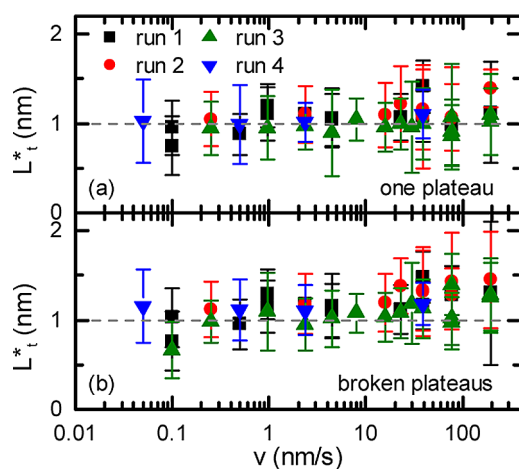 2
run 1
run 3
run 2
run 4
L*t (nm)
1
(a)
one plateau
0
2
L*t (nm)
1
(b)
broken plateaus
0
0.01 0.1 1 10 100
v (nm/s)